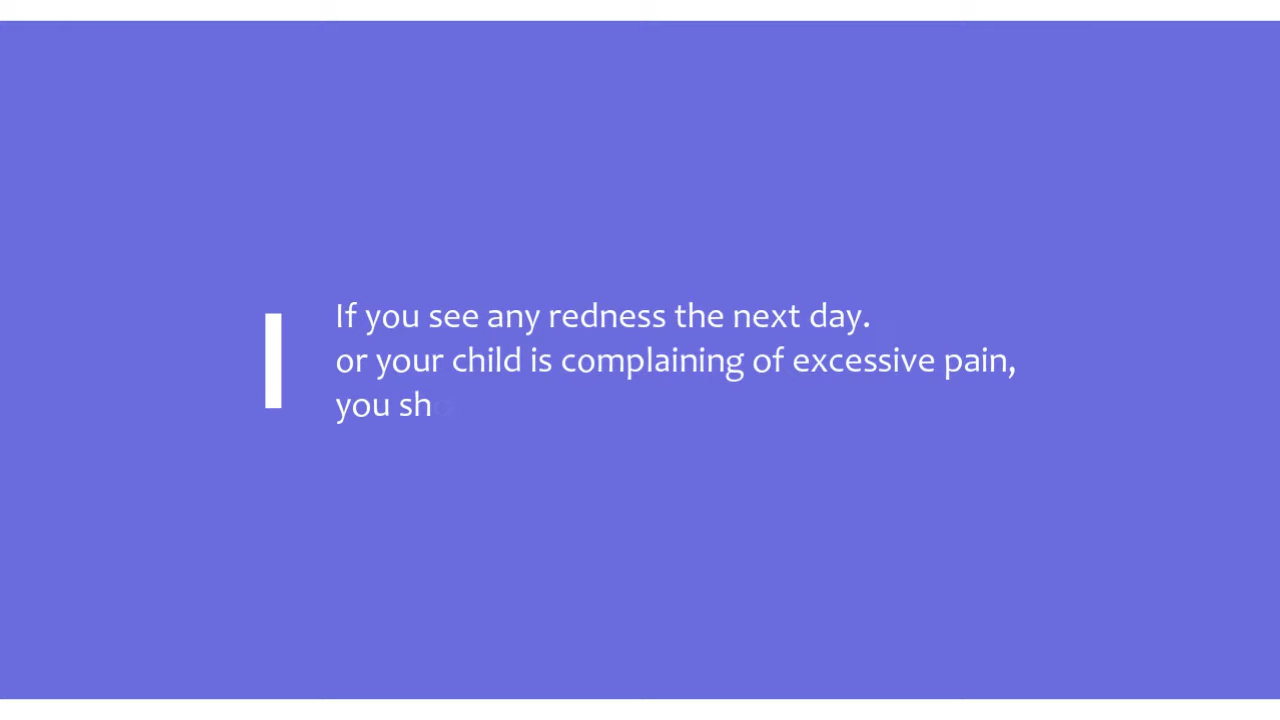 If you see any redness the next day.
or your child is complaining of excessive pain,
you sh